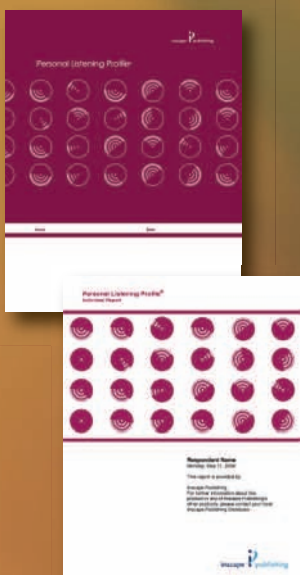 inscape publishing
Personal Listening Profile®
Name
Date
Personal Listening Profile®
Individual Report
Respondent Name
Monday, May 11, 2009
This report is provided by:
Inscape Publishing
For further information about this
product or any of Inscape Publishing's
other products, please contact your local
Inscape Publishing Distributor.
inscape publishing